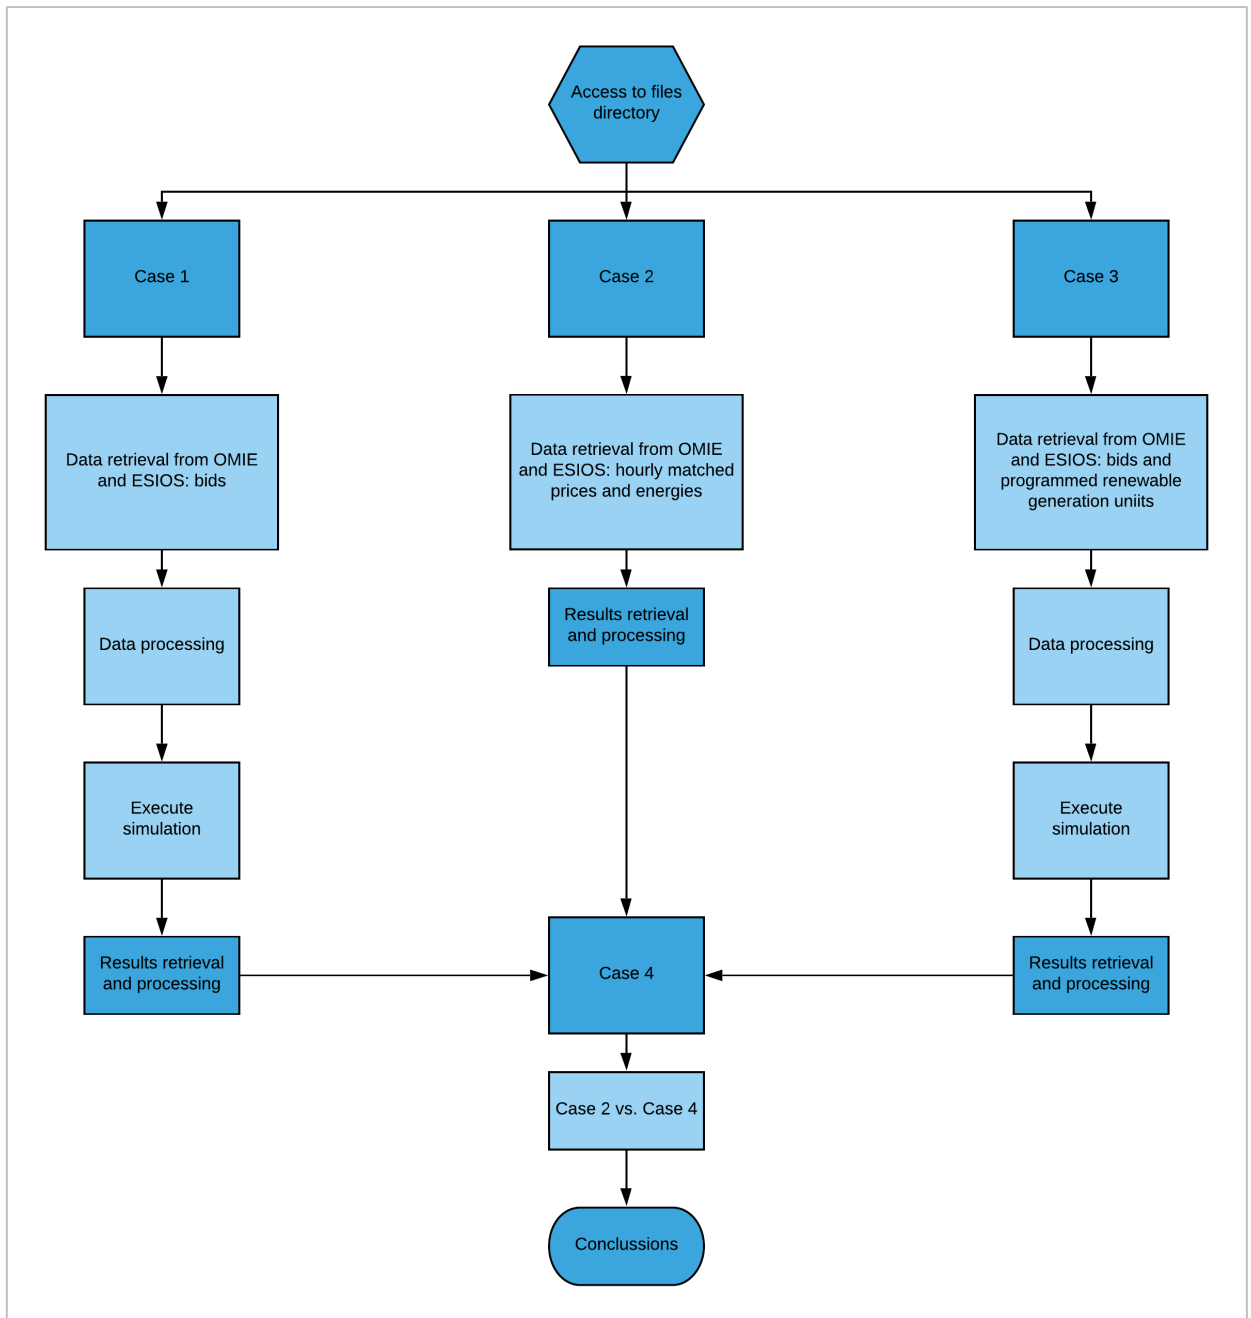 Access to files
directory
Case 1
Case 2
Case 3
Data retrieval from OMIE
and ESIOS: bids
Data retrieval from OMIE
and ESIOS: hourly matched
prices and energies
Data retrieval from OMIE
and ESIOS: bids and
programmed renewable
generation uniits
Data processing
Results retrieval
and processing
Data processing
Execute
simulation
Execute
simulation
Results retrieval
and processing
Case 4
Results retrieval
and processing
Case 2 vs. Case 4
Conclussions